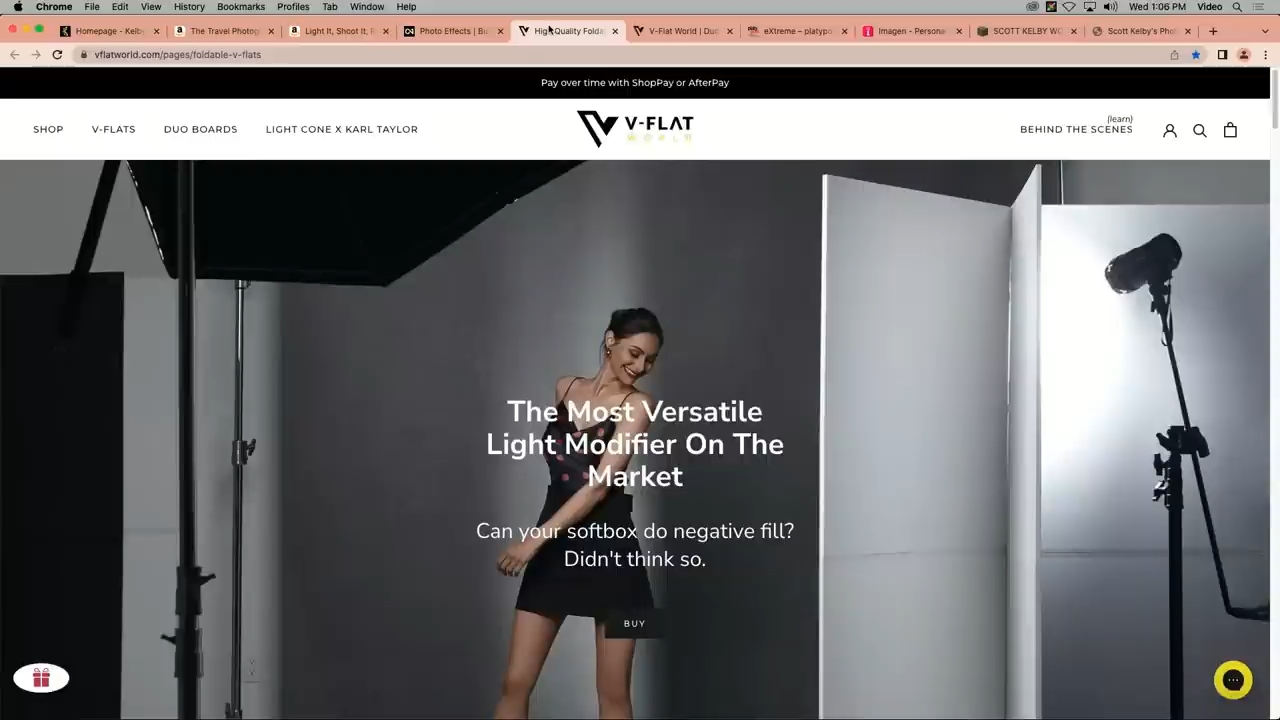 Chrome File Edit View History Bookmarks Profiles Tab Window Help Wed 1:06 PM Video
Homepage - Kelby
The Travel Photog
Light It, Shoot It, R
Photo Effects | Bu
High Quality Folda
V-Flat World | Duo
eXtreme – platypo
Imagen - Persona
SCOTT KELBY WO
Scott Kelby's Pho
vflatworld.com/pages/foldable-v-flats
Pay over time with ShopPay or AfterPay
SHOP V-FLATS DUO BOARDS LIGHT CONE X KARL TAYLOR
V-FLAT
WORLD
(learn)
BEHIND THE SCENES
The Most Versatile
Light Modifier On The
Market
Can your softbox do negative fill?
Didn't think so.
BUY